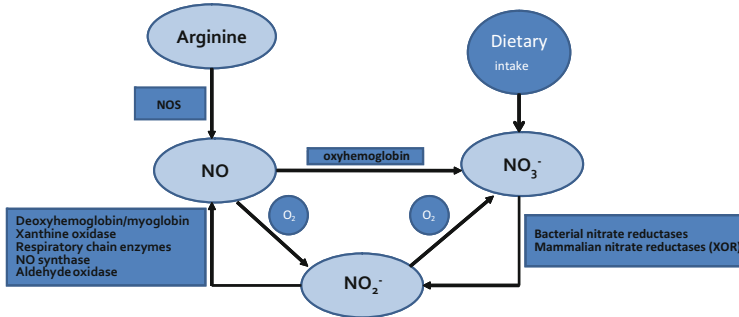 Arginine
Dietary
intake
NOS
oxyhemoglobin
NO
NO₃⁻
O₂
O₂
Deoxyhemoglobin/myoglobin
Xanthine oxidase
Respiratory chain enzymes
NO synthase
Aldehyde oxidase
Bacterial nitrate reductases
Mammalian nitrate reductases (XOR)
NO₂⁻